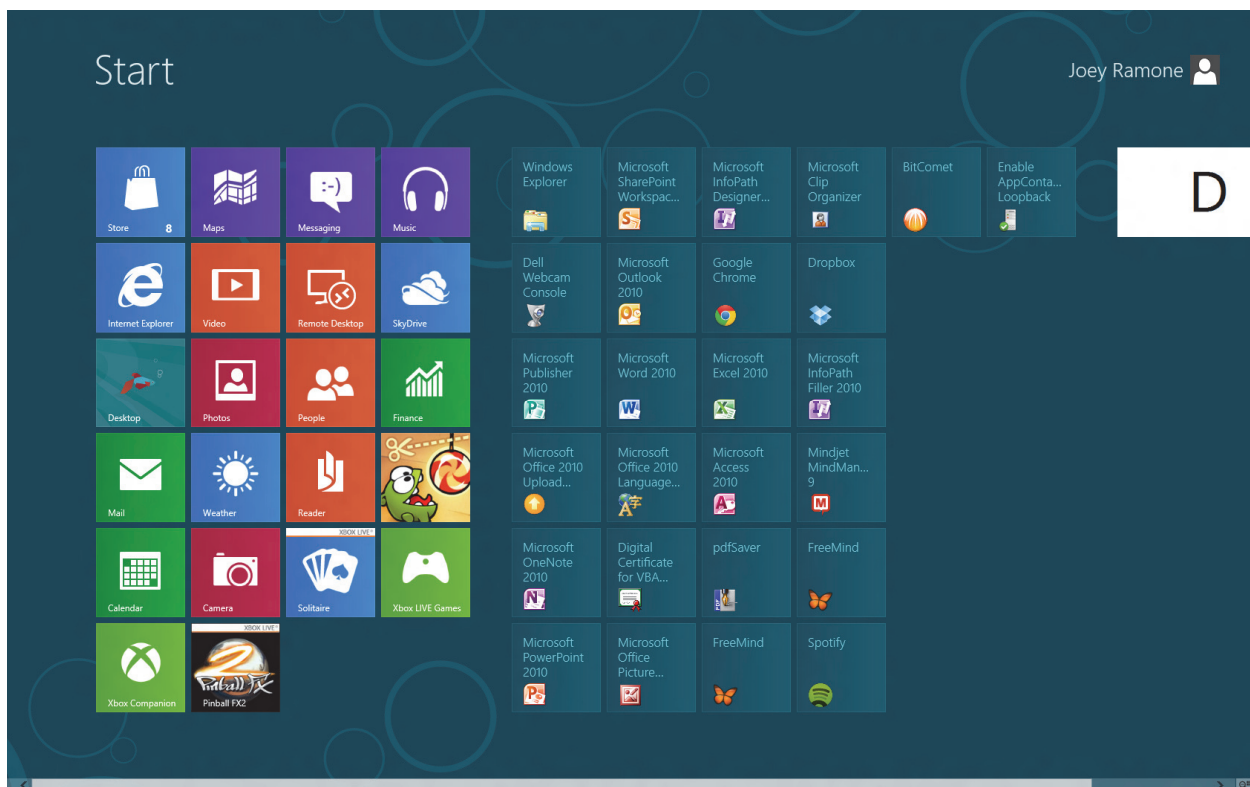 Start
Joey Ramone
Store 8
Maps
:-)
Messaging
Music
Windows
Explorer
Microsoft
SharePoint
Workspac...
Microsoft
InfoPath
Designer...
Microsoft
Clip
Organizer
BitComet
Enable
AppConta...
Loopback
D
Internet Explorer
Video
Remote Desktop
SkyDrive
Dell
Webcam
Console
Microsoft
Outlook
2010
Google
Chrome
Dropbox
Desktop
Photos
People
Finance
Microsoft
Publisher
2010
Microsoft
Word 2010
Microsoft
Excel 2010
Microsoft
InfoPath
Filler 2010
Mail
Weather
Reader
Microsoft
Office 2010
Upload...
Microsoft
Office 2010
Language...
Microsoft
Access
2010
Mindjet
MindMan...
9
Calendar
Camera
XBOX LIVE
Solitaire
Xbox LIVE Games
Microsoft
OneNote
2010
Digital
Certificate
for VBA...
pdfSaver
FreeMind
Xbox Companion
XBOX LIVE
2
Pinball FX
Pinball FX2
Microsoft
PowerPoint
2010
Microsoft
Office
Picture...
FreeMind
Spotify